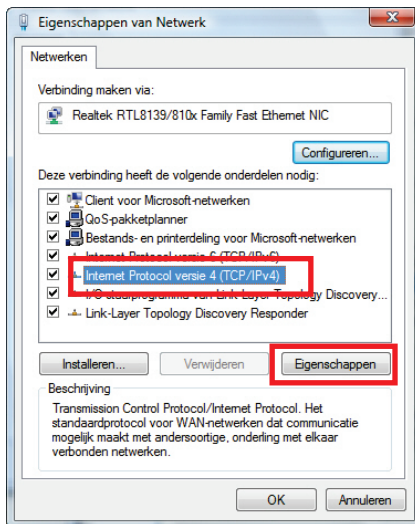 Eigenschappen van Netwerk
Netwerken
Verbinding maken via:
Realtek RTL8139/810x Family Fast Ethernet NIC
Configureren...
Deze verbinding heeft de volgende onderdelen nodig:
Client voor Microsoft-netwerken
QoS-pakketplanner
Bestands- en printerdeling voor Microsoft-netwerken
Internet Protocol versie 6 (TCP/IPv6)
Internet Protocol versie 4 (TCP/IPv4)
I/O-stuurprogramma van Link-Layer Topology Discovery...
Link-Layer Topology Discovery Responder
Installeren...
Verwijderen
Eigenschappen
Beschrijving
Transmission Control Protocol/Internet Protocol. Het
standaardprotocol voor WAN-netwerken dat communicatie
mogelijk maakt met andersoortige, onderling met elkaar
verbonden netwerken.
OK
Annuleren